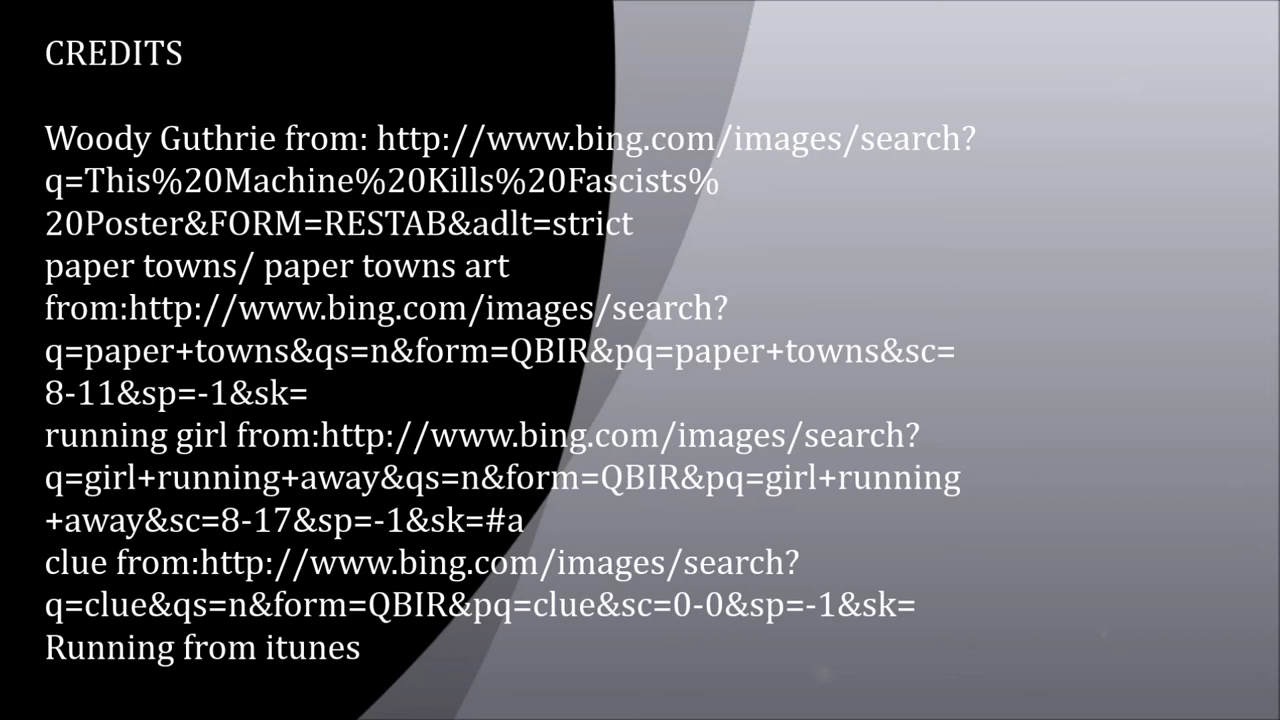 CREDITS
Woody Guthrie from: http://www.bing.com/images/search?
q=This%20Machine%20Kills%20Fascists%
20Poster&FORM=RESTAB&adlt=strict
paper towns/ paper towns art
from:http://www.bing.com/images/search?
q=paper+towns&qs=n&form=QBIR&pq=paper+towns&sc=
8-11&sp=-1&sk=
running girl from:http://www.bing.com/images/search?
q=girl+running+away&qs=n&form=QBIR&pq=girl+running
+away&sc=8-17&sp=-1&sk=#a
clue from:http://www.bing.com/images/search?
q=clue&qs=n&form=QBIR&pq=clue&sc=0-0&sp=-1&sk=
Running from itunes